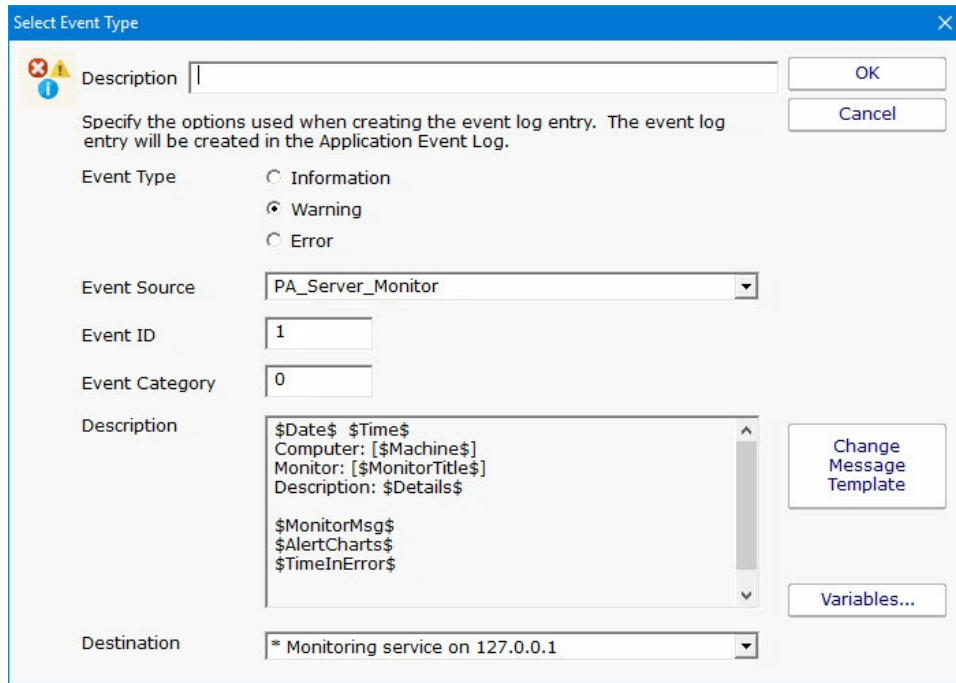 Select Event Type
Description
OK
Cancel
Specify the options used when creating the event log entry.  The event log
entry will be created in the Application Event Log.
Event Type
Information
Warning
Error
Event Source
PA_Server_Monitor
Event ID
1
Event Category
0
Description
$Date$  $Time$
Computer: [$Machine$]
Monitor: [$MonitorTitle$]
Description: $Details$
$MonitorMsg$
$AlertCharts$
$TimeInError$
Change
Message
Template
Variables...
Destination
* Monitoring service on 127.0.0.1